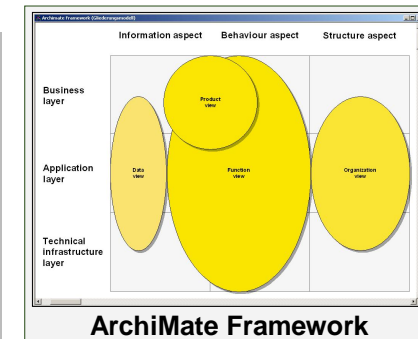 Archimate Framework (Gliederungsmodell)
Information aspect Behaviour aspect Structure aspect
Business
layer
Product
view
Application
layer
Data
view
Function
view
Organization
view
Technical
infrastructure
layer
ArchiMate Framework